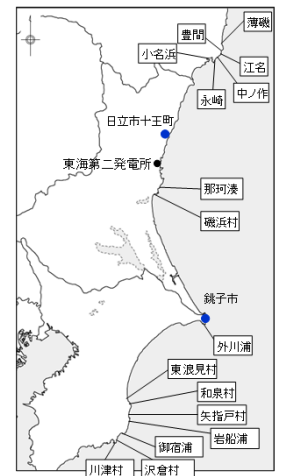 薄磯
豊間
小名浜
江名
中ノ作
永崎
日立市十王町
東海第二発電所
那珂湊
磯浜村
銚子市
外川浦
東浪見村
和泉村
矢指戸村
岩船浦
御宿浦
川津村
沢倉村